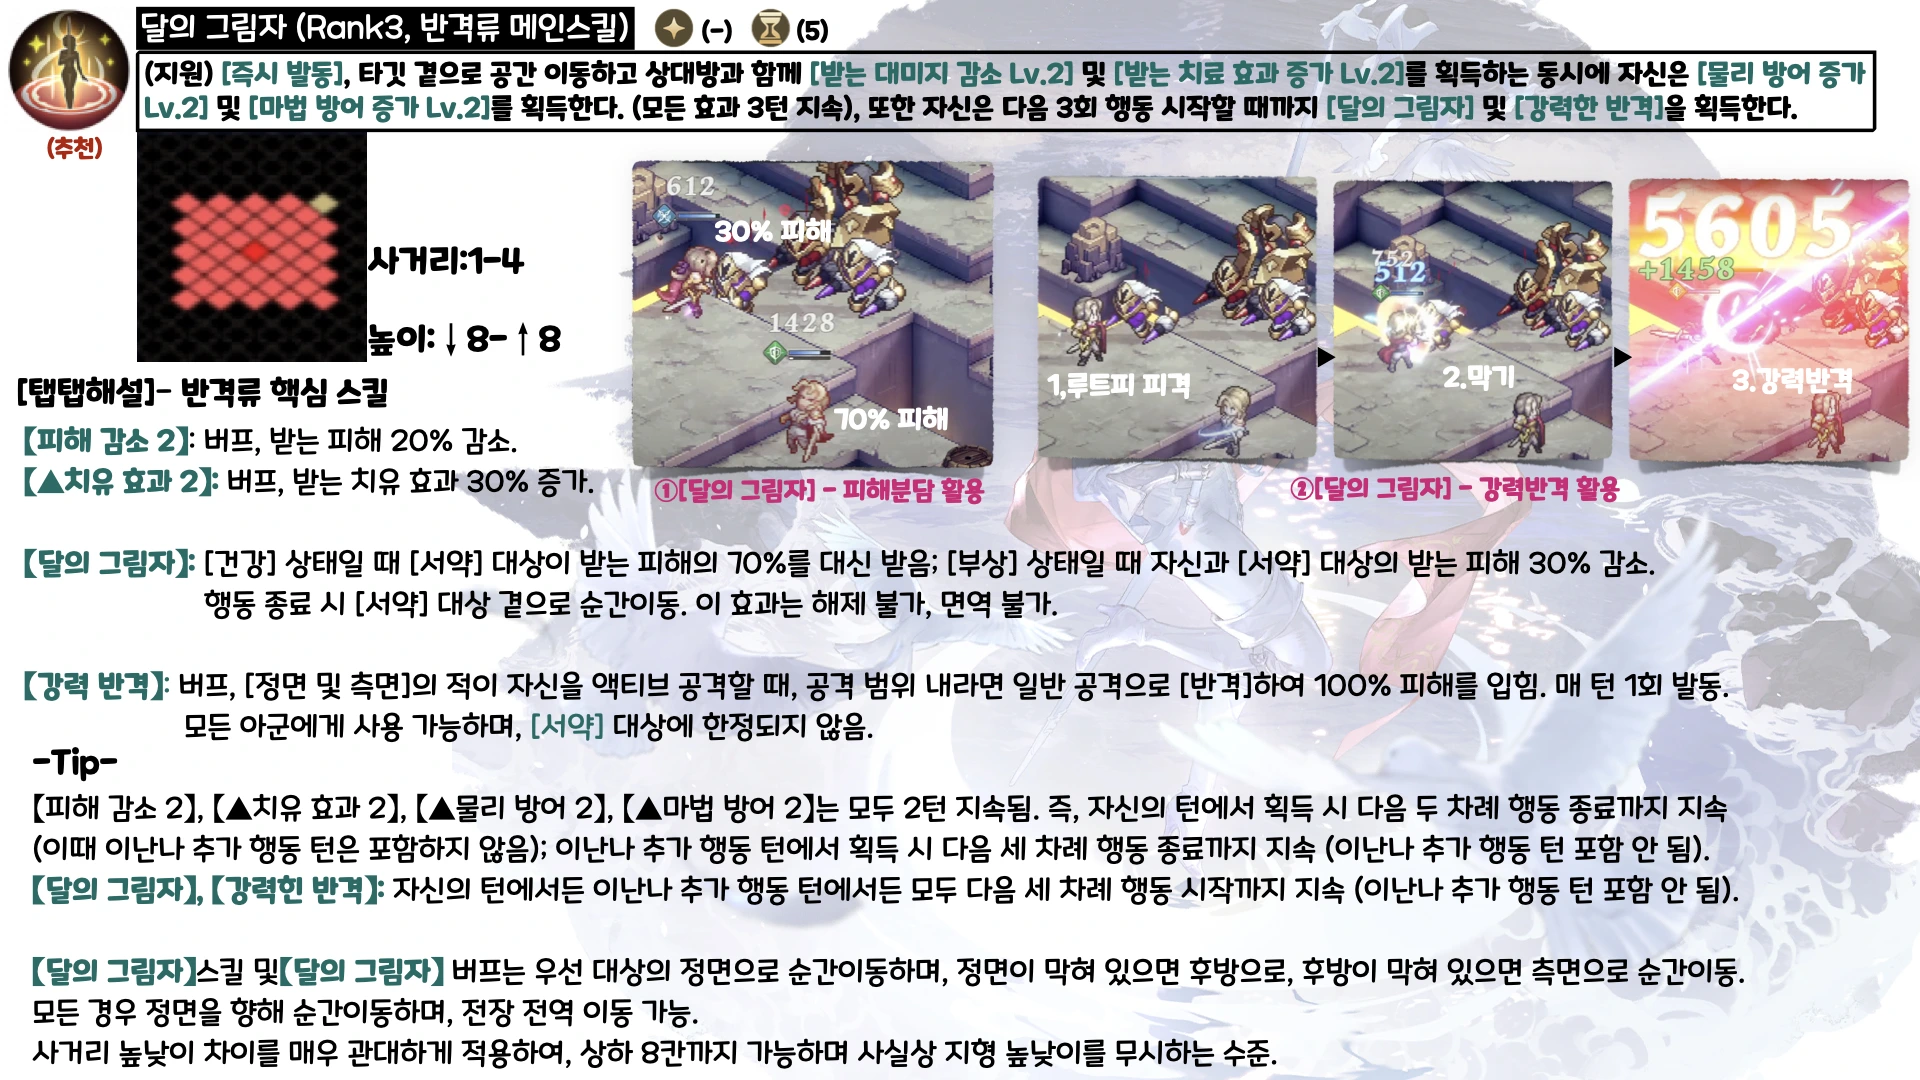 달의 그림자 (Rank3, 반격류 메인스킬) (-) (5)
(지원) [즉시 발동], 타깃 곁으로 공간 이동하고 상대방과 함께 [받는 대미지 감소 Lv.2] 및 [받는 치료 효과 증가 Lv.2]를 획득하는 동시에 자신은 [물리 방어 증가
Lv.2] 및 [마법 방어 증가 Lv.2]를 획득한다. (모든 효과 3턴 지속), 또한 자신은 다음 3회 행동 시작할 때까지 [달의 그림자] 및 [강력한 반격]을 획득한다.
(추천)
사거리:1-4
높이:↓8-↑8
612
30% 피해
1428
70% 피해
①[달의 그림자] - 피해분담 활용
1,루트피 피격
752
512
2.막기
5605
+1458
3.강력반격
②[달의 그림자] - 강력반격 활용
[탭탭해설]- 반격류 핵심 스킬
【피해 감소 2】: 버프, 받는 피해 20% 감소.
【▲치유 효과 2】: 버프, 받는 치유 효과 30% 증가.
【달의 그림자】: [건강] 상태일 때 [서약] 대상이 받는 피해의 70%를 대신 받음; [부상] 상태일 때 자신과 [서약] 대상의 받는 피해 30% 감소.
행동 종료 시 [서약] 대상 곁으로 순간이동. 이 효과는 해제 불가, 면역 불가.
【강력 반격】: 버프, [정면 및 측면]의 적이 자신을 액티브 공격할 때, 공격 범위 내라면 일반 공격으로 [반격]하여 100% 피해를 입힘. 매 턴 1회 발동.
모든 아군에게 사용 가능하며, [서약] 대상에 한정되지 않음.
-Tip-
【피해 감소 2】, 【▲치유 효과 2】, 【▲물리 방어 2】, 【▲마법 방어 2】는 모두 2턴 지속됨. 즉, 자신의 턴에서 획득 시 다음 두 차례 행동 종료까지 지속
(이때 이난나 추가 행동 턴은 포함하지 않음); 이난나 추가 행동 턴에서 획득 시 다음 세 차례 행동 종료까지 지속 (이난나 추가 행동 턴 포함 안 됨).
【달의 그림자】, 【강력힌 반격】: 자신의 턴에서든 이난나 추가 행동 턴에서든 모두 다음 세 차례 행동 시작까지 지속 (이난나 추가 행동 턴 포함 안 됨).
【달의 그림자】스킬 및【달의 그림자】 버프는 우선 대상의 정면으로 순간이동하며, 정면이 막혀 있으면 후방으로, 후방이 막혀 있으면 측면으로 순간이동.
모든 경우 정면을 향해 순간이동하며, 전장 전역 이동 가능.
사거리 높낮이 차이를 매우 관대하게 적용하여, 상하 8칸까지 가능하며 사실상 지형 높낮이를 무시하는 수준.